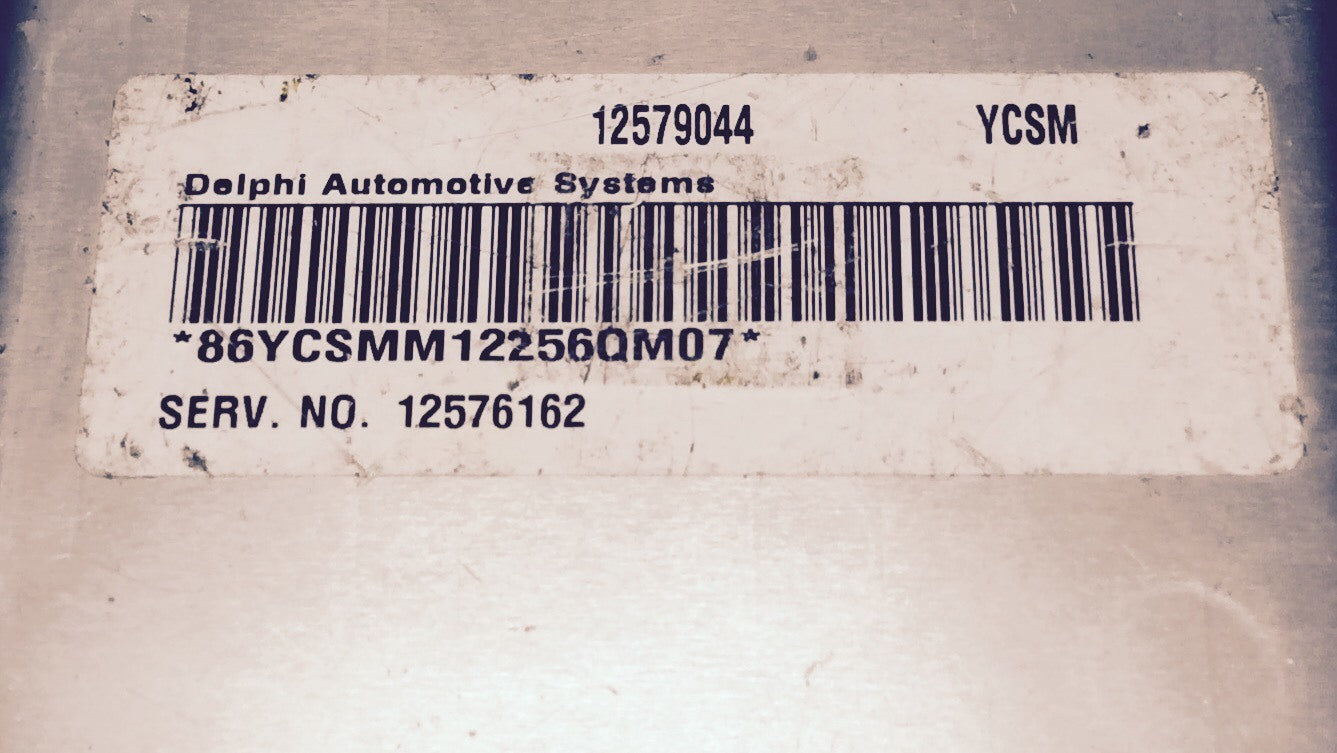 12579044 YCSM
Delphi Automotive Systems
*86YCSMM12256QM07*
SERV. NO. 12576162